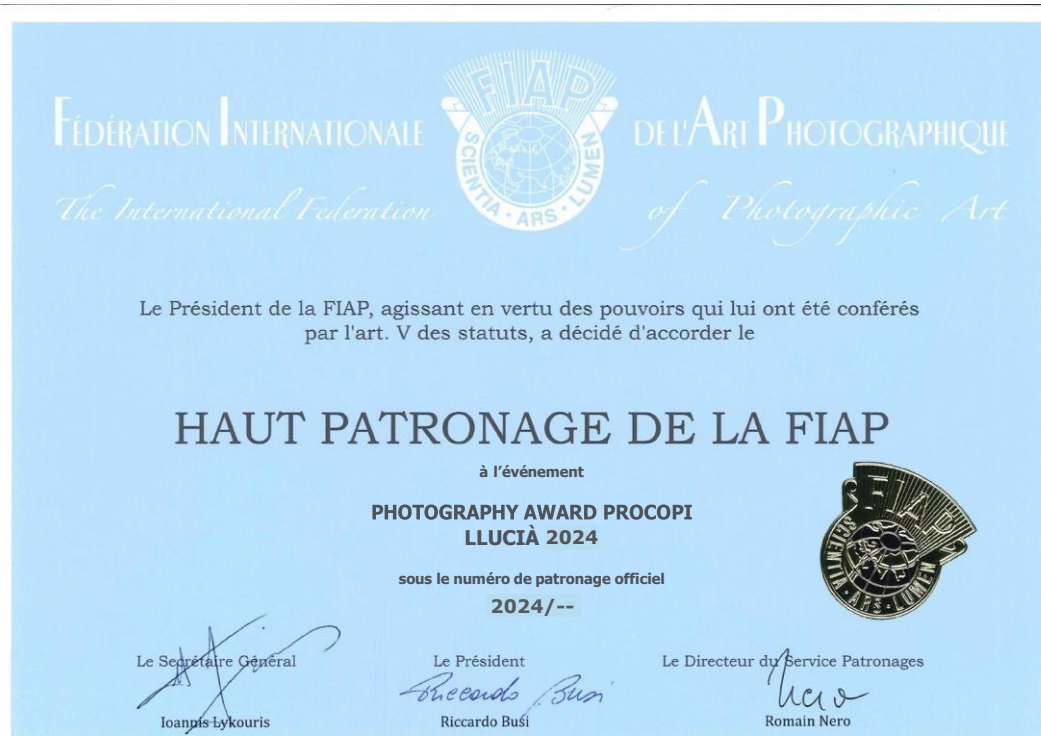 FÉDÉRATION INTERNATIONALE
FIAP
SCIENTIA · ARS · LUMEN
DE L'ART PHOTOGRAPHIQUE
The International Federation
of Photographic Art
Le Président de la FIAP, agissant en vertu des pouvoirs qui lui ont été conférés
par l'art. V des statuts, a décidé d'accorder le
HAUT PATRONAGE DE LA FIAP
à l'événement
PHOTOGRAPHY AWARD PROCOPI
LLUCIÀ 2024
FIAP
SCIENTIA · ARS · LUMEN
sous le numéro de patronage officiel
2024/--
Le Secrétaire Général
Le Président
Le Directeur du Service Patronages
Riccardo Busi
Nero
Ioannis Lykouris
Riccardo Busi
Romain Nero